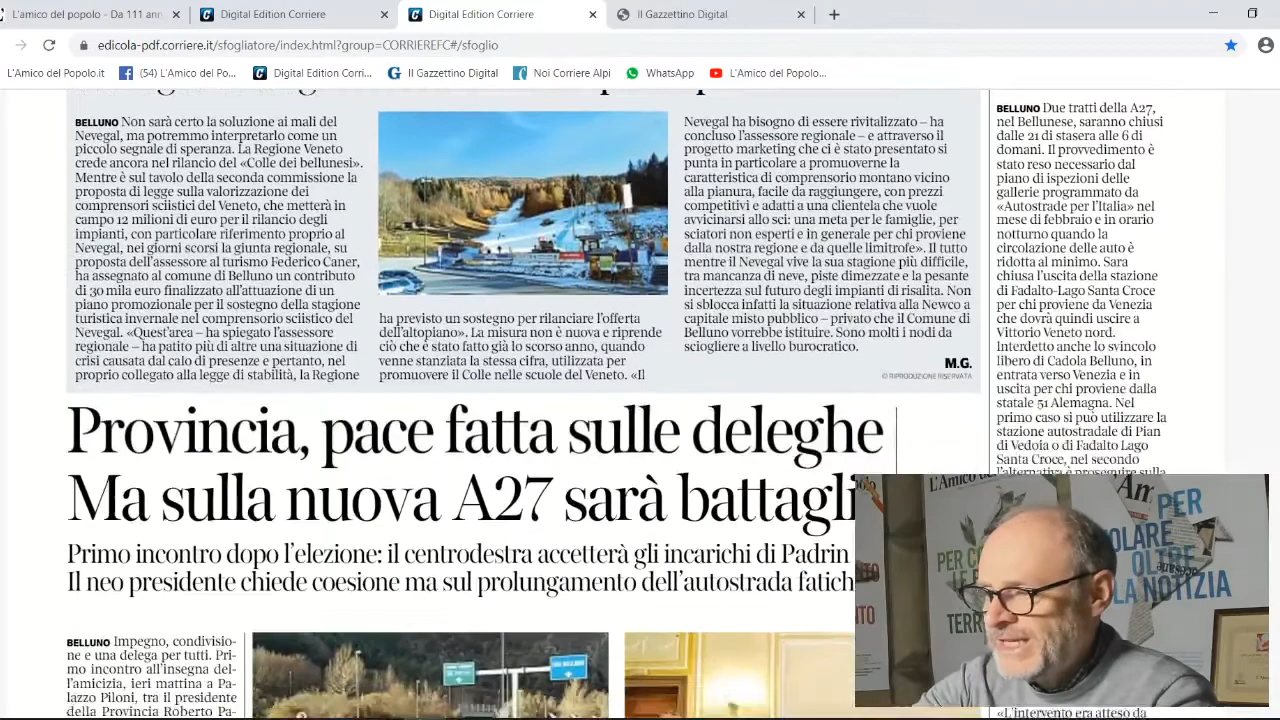 L'amico del popolo - Da 111 ann
Digital Edition Corriere
Digital Edition Corriere
Il Gazzettino Digital
edicola-pdf.corriere.it/sfogliatore/index.html?group=CORRIEREFC#/sfoglio
L'Amico del Popolo.it
(54) L'Amico del Po...
Digital Edition Corri...
Il Gazzettino Digital
Noi Corriere Alpi
WhatsApp
L'Amico del Popolo...
BELLUNO Non sarà certo la soluzione ai mali del
Nevegal, ma potremmo interpretarlo come un
piccolo segnale di speranza. La Regione Veneto
crede ancora nel rilancio del «Colle dei bellunesi».
Mentre è sul tavolo della seconda commissione la
proposta di legge sulla valorizzazione dei
comprensori sciistici del Veneto, che metterà in
campo 12 milioni di euro per il rilancio degli
impianti, con particolare riferimento proprio al
Nevegal, nei giorni scorsi la giunta regionale, su
proposta dell'assessore al turismo Federico Caner,
ha assegnato al comune di Belluno un contributo
di 30 mila euro finalizzato all'attuazione di un
piano promozionale per il sostegno della stagione
turistica invernale nel comprensorio sciistico del
Nevegal. «Quest'area – ha spiegato l'assessore
regionale – ha patito più di altre una situazione di
crisi causata dal calo di presenze e pertanto, nel
proprio collegato alla legge di stabilità, la Regione
ha previsto un sostegno per rilanciare l'offerta
dell'altopiano». La misura non è nuova e riprende
ciò che è stato fatto già lo scorso anno, quando
venne stanziata la stessa cifra, utilizzata per
promuovere il Colle nelle scuole del Veneto. «Il
Nevegal ha bisogno di essere rivitalizzato – ha
concluso l'assessore regionale – e attraverso il
progetto marketing che ci è stato presentato si
punta in particolare a promuoverne la
caratteristica di comprensorio montano vicino
alla pianura, facile da raggiungere, con prezzi
competitivi e adatti a una clientela che vuole
avvicinarsi allo sci: una meta per le famiglie, per
sciatori non esperti e in generale per chi proviene
dalla nostra regione e da quelle limitrofe». Il tutto
mentre il Nevegal vive la sua stagione più difficile,
tra mancanza di neve, piste dimezzate e la pesante
incertezza sul futuro degli impianti di risalita. Non
si sblocca infatti la situazione relativa alla Newco a
capitale misto pubblico – privato che il Comune di
Belluno vorrebbe istituire. Sono molti i nodi da
sciogliere a livello burocratico.
M.G.
© RIPRODUZIONE RISERVATA
BELLUNO Due tratti della A27,
nel Bellunese, saranno chiusi
dalle 21 di stasera alle 6 di
domani. Il provvedimento è
stato reso necessario dal
piano di ispezioni delle
gallerie programmato da
«Autostrade per l'Italia» nel
mese di febbraio e in orario
notturno quando la
circolazione delle auto è
ridotta al minimo. Sara
chiusa l'uscita della stazione
di Fadalto-Lago Santa Croce
per chi proviene da Venezia
che dovrà quindi uscire a
Vittorio Veneto nord.
Interdetto anche lo svincolo
libero di Cadola Belluno, in
entrata verso Venezia e in
uscita per chi proviene dalla
statale 51 Alemagna. Nel
primo caso si può utilizzare la
stazione autostradale di Pian
di Vedoia o di Fadalto Lago
Santa Croce, nel secondo
l'alternativa è proseguire sulla
Provincia, pace fatta sulle deleghe
Ma sulla nuova A27 sarà battagli
Primo incontro dopo l'elezione: il centrodestra accetterà gli incarichi di Padrin
Il neo presidente chiede coesione ma sul prolungamento dell'autostrada fatich
BELLUNO Impegno, condivisio-
ne e una delega per tutti. Pri-
mo incontro all'insegna del-
l'amicizia, ieri mattina a Pa-
lazzo Piloni, tra il presidente
della Provincia Roberto Pa-
L'Amico de
PER
OLARE
OLTRE
LA NOTIZIA
«L'intervento era atteso da